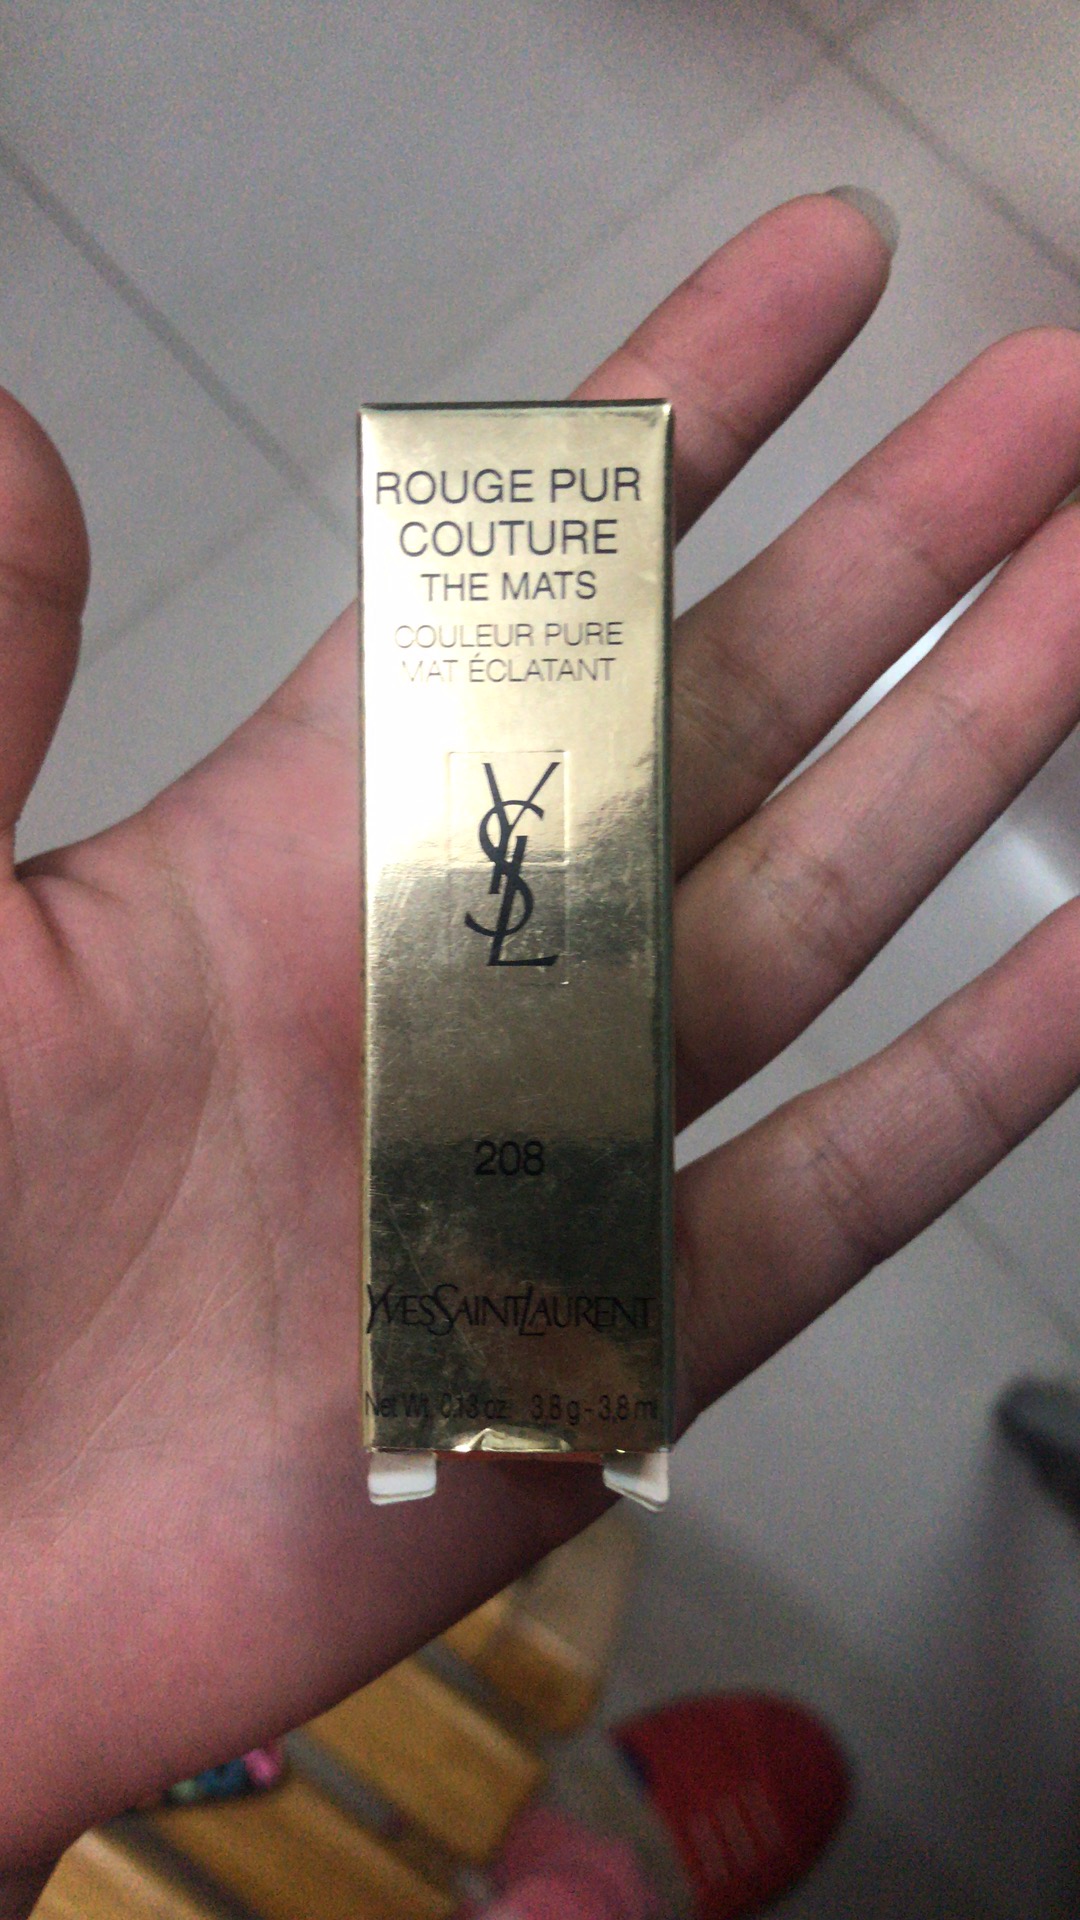 ROUGE PUR
COUTURE
THE MATS
COULEUR PURE
MAT ÉCLATANT
YSL
208
YVESSAINTLAURENT
Net Wt. 0.13 oz 3,8 g - 3,8 ml